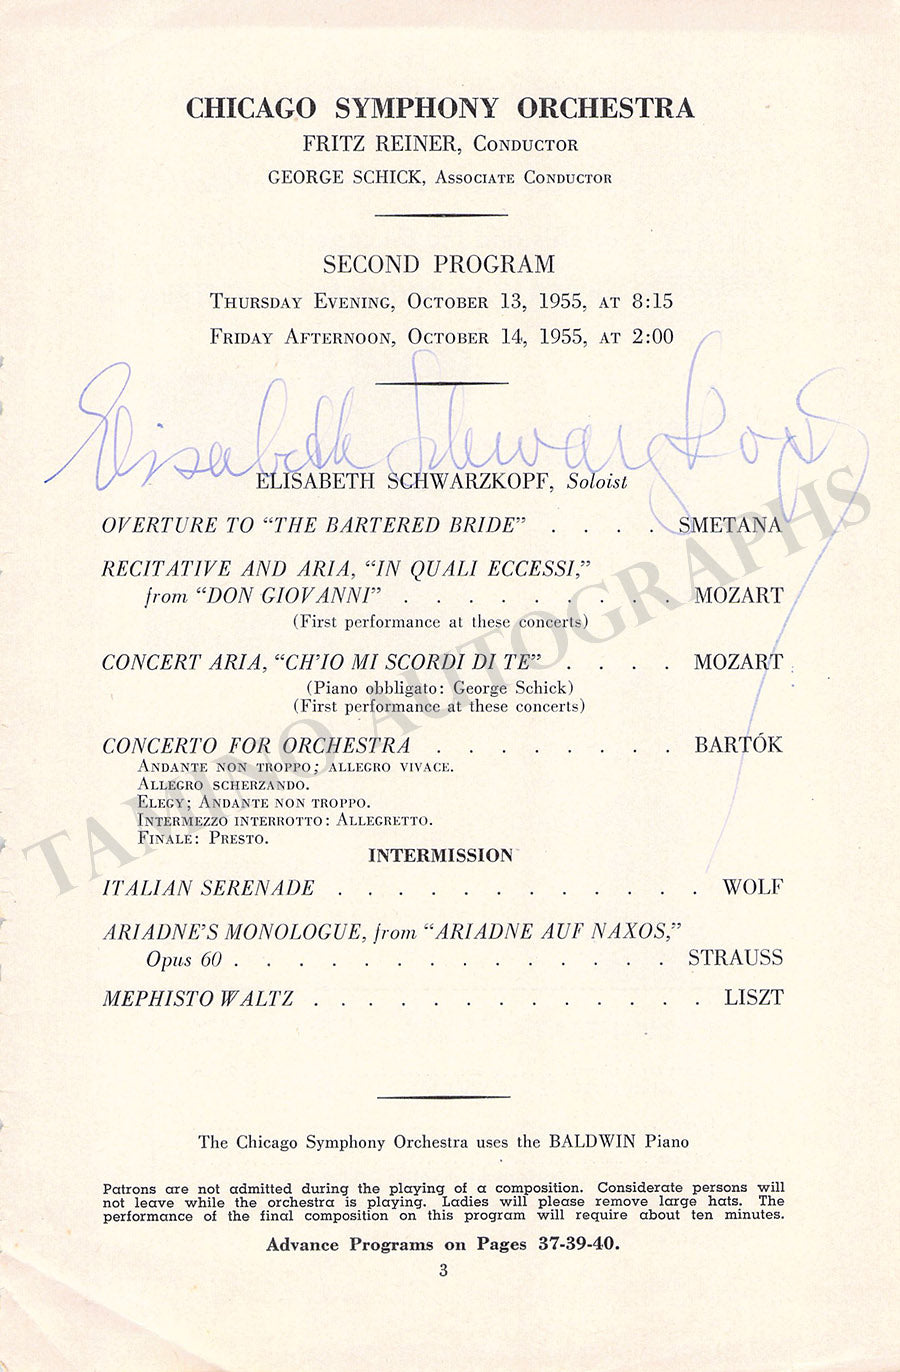 CHICAGO SYMPHONY ORCHESTRA
FRITZ REINER, CONDUCTOR
GEORGE SCHICK, ASSOCIATE CONDUCTOR
SECOND PROGRAM
THURSDAY EVENING, OCTOBER 13, 1955, AT 8:15
FRIDAY AFTERNOON, OCTOBER 14, 1955, AT 2:00
Elisabeth Schwarzkopf
ELISABETH SCHWARZKOPF, Soloist
OVERTURE TO “THE BARTERED BRIDE” . . . . SMETANA
RECITATIVE AND ARIA, “IN QUALI ECCESSI,”
from “DON GIOVANNI” . . . . . . . . . MOZART
(First performance at these concerts)
CONCERT ARIA, “CH’IO MI SCORDI DI TE” . . . . MOZART
(Piano obbligato: George Schick)
(First performance at these concerts)
CONCERTO FOR ORCHESTRA . . . . . . . . BARTÓK
ANDANTE NON TROPPO; ALLEGRO VIVACE.
ALLEGRO SCHERZANDO.
ELEGY; ANDANTE NON TROPPO.
INTERMEZZO INTERROTTO: ALLEGRETTO.
FINALE: PRESTO.
INTERMISSION
ITALIAN SERENADE . . . . . . . . . . . . WOLF
ARIADNE’S MONOLOGUE, from “ARIADNE AUF NAXOS,”
Opus 60 . . . . . . . . . . . . . . STRAUSS
MEPHISTO WALTZ . . . . . . . . . . . . . LISZT
The Chicago Symphony Orchestra uses the BALDWIN Piano
Patrons are not admitted during the playing of a composition. Considerate persons will
not leave while the orchestra is playing. Ladies will please remove large hats. The
performance of the final composition on this program will require about ten minutes.
Advance Programs on Pages 37-39-40.
3
TAMINO AUTOGRAPHS